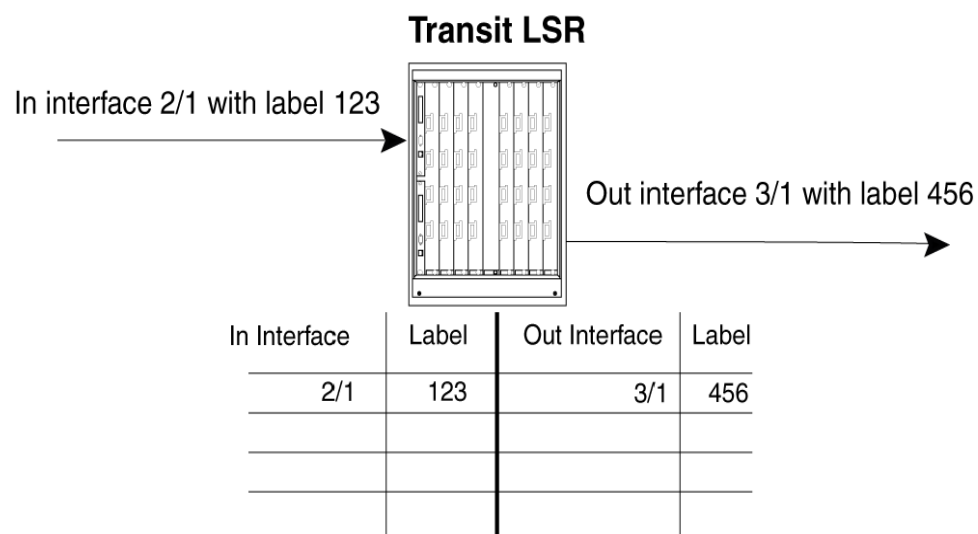 Transit LSR
In interface 2/1 with label 123
Out interface 3/1 with label 456
In Interface Label Out Interface Label
2/1 123 3/1 456